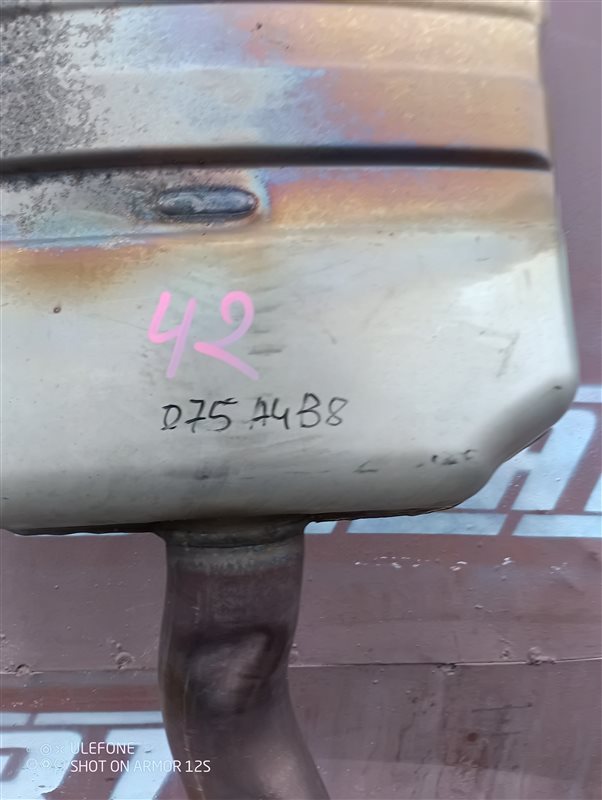 42
075 A4B8
ULEFONE
SHOT ON ARMOR 12S